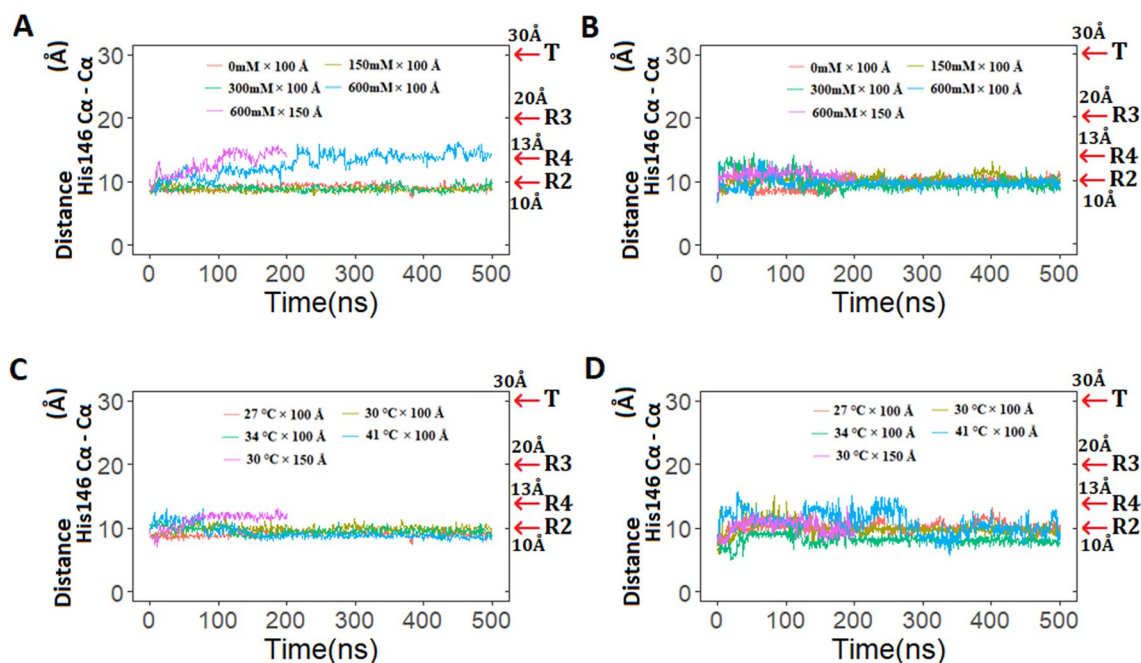 A
Distance (Å)
His146 Cα - Cα
30
20
10
0
0mM × 100 Å
150mM × 100 Å
300mM × 100 Å
600mM × 100 Å
600mM × 150 Å
30Å
T
20Å
R3
13Å
R4
R2
10Å
0 100 200 300 400 500
Time(ns)
B
Distance (Å)
His146 Cα - Cα
30
20
10
0
0mM × 100 Å
150mM × 100 Å
300mM × 100 Å
600mM × 100 Å
600mM × 150 Å
30Å
T
20Å
R3
13Å
R4
R2
10Å
0 100 200 300 400 500
Time(ns)
C
Distance (Å)
His146 Cα - Cα
30
20
10
0
27 °C × 100 Å
30 °C × 100 Å
34 °C × 100 Å
41 °C × 100 Å
30 °C × 150 Å
30Å
T
20Å
R3
13Å
R4
R2
10Å
0 100 200 300 400 500
Time(ns)
D
Distance (Å)
His146 Cα - Cα
30
20
10
0
27 °C × 100 Å
30 °C × 100 Å
34 °C × 100 Å
41 °C × 100 Å
30 °C × 150 Å
30Å
T
20Å
R3
13Å
R4
R2
10Å
0 100 200 300 400 500
Time(ns)